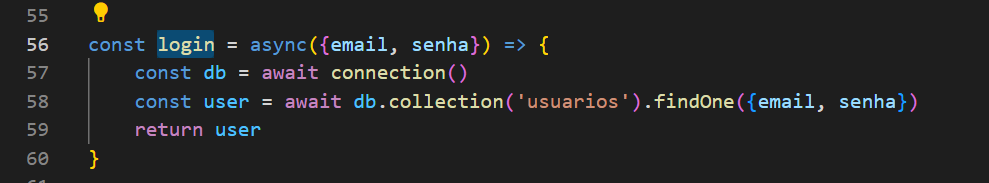 55
56 const login = async({email, senha}) => {
57 const db = await connection()
58 const user = await db.collection('usuarios').findOne({email, senha})
59 return user
60 }